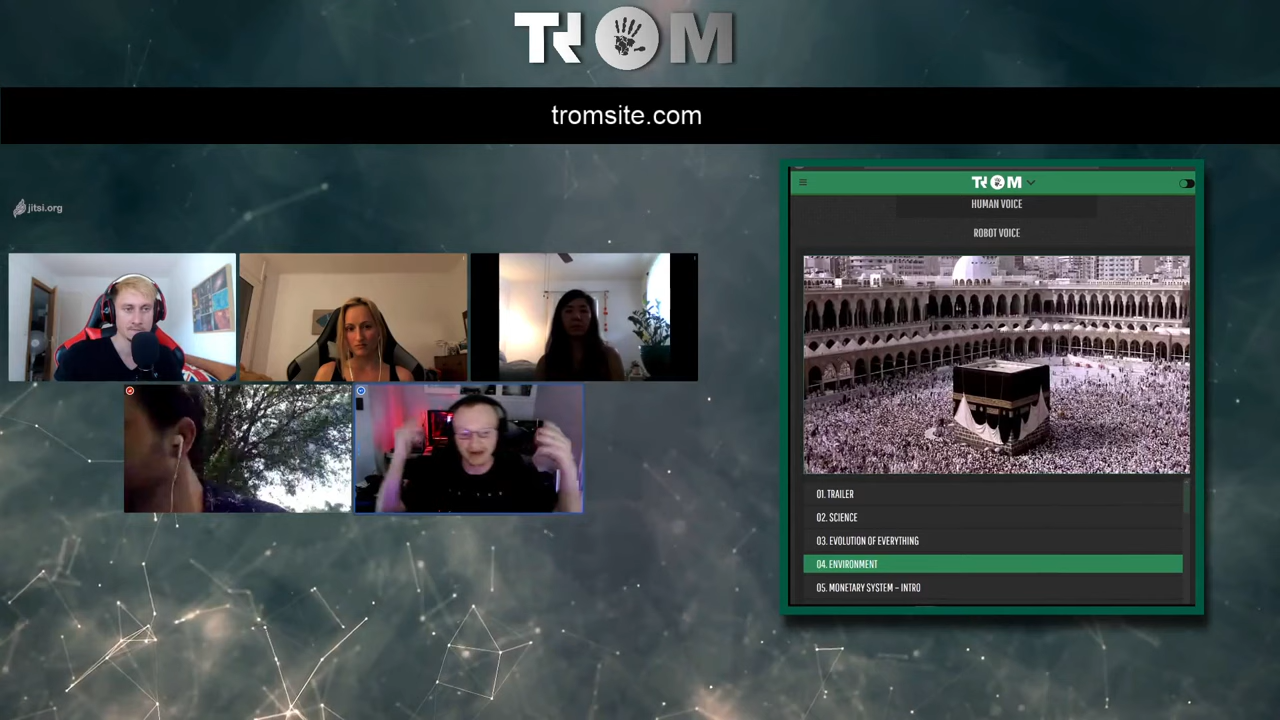 TROM
tromsite.com
jitsi.org
TROM
HUMAN VOICE
ROBOT VOICE
01. TRAILER
02. SCIENCE
03. EVOLUTION OF EVERYTHING
04. ENVIRONMENT
05. MONETARY SYSTEM – INTRO